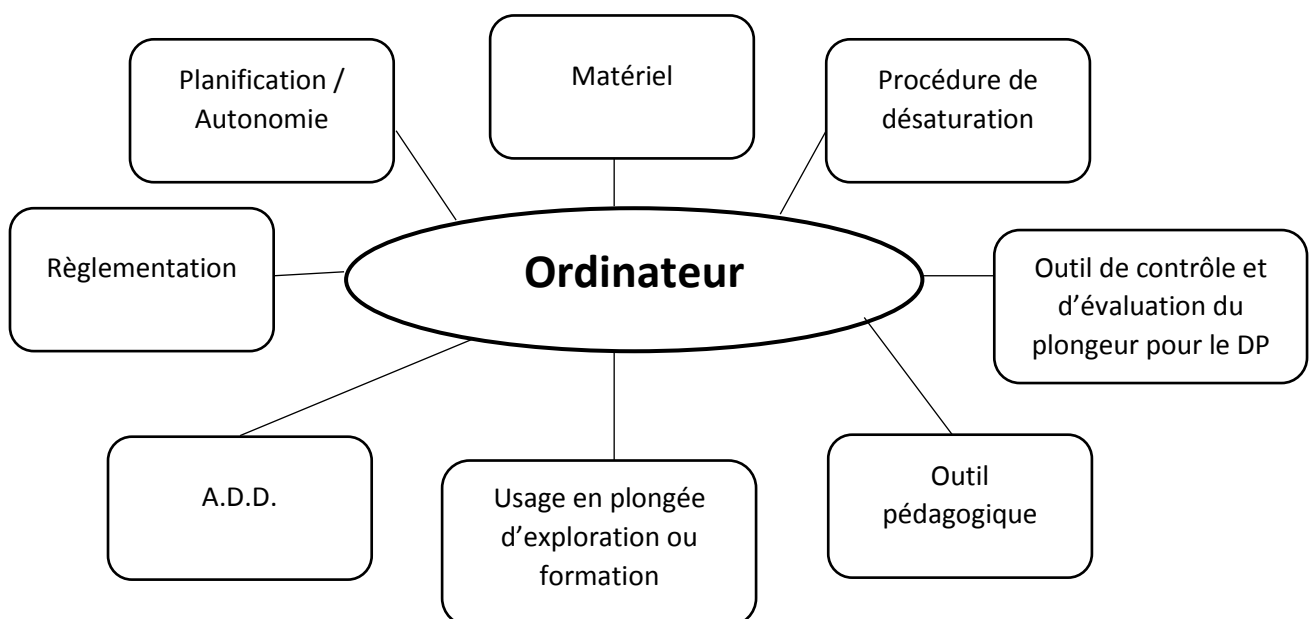 Planification /
Autonomie
Matériel
Procédure de
désaturation
Règlementation
Ordinateur
Outil de contrôle et
d’évaluation du
plongeur pour le DP
A.D.D.
Usage en plongée
d’exploration ou
formation
Outil
pédagogique